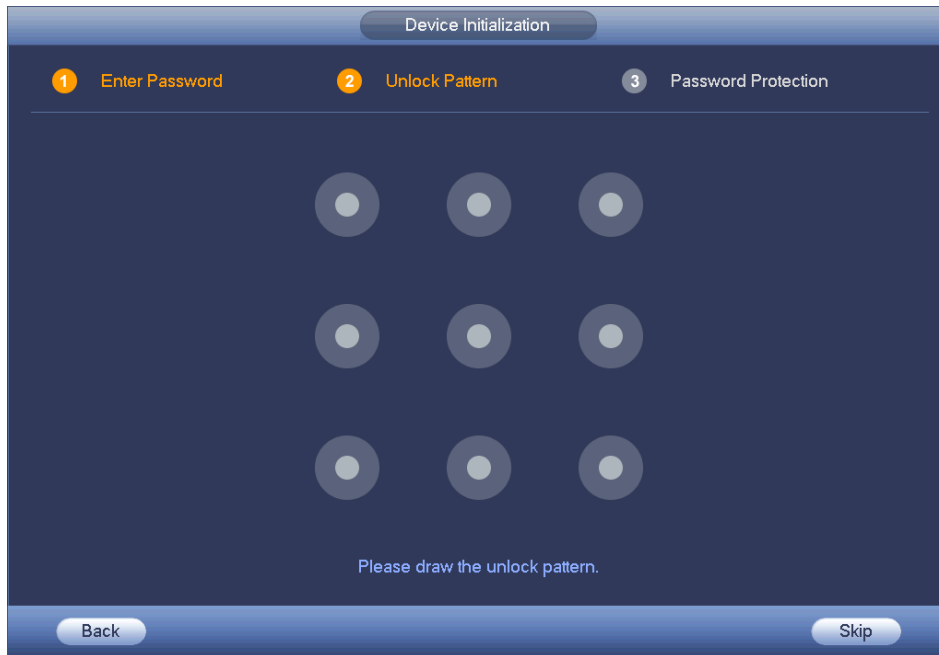 Device Initialization
1 Enter Password 2 Unlock Pattern 3 Password Protection
Please draw the unlock pattern.
Back Skip